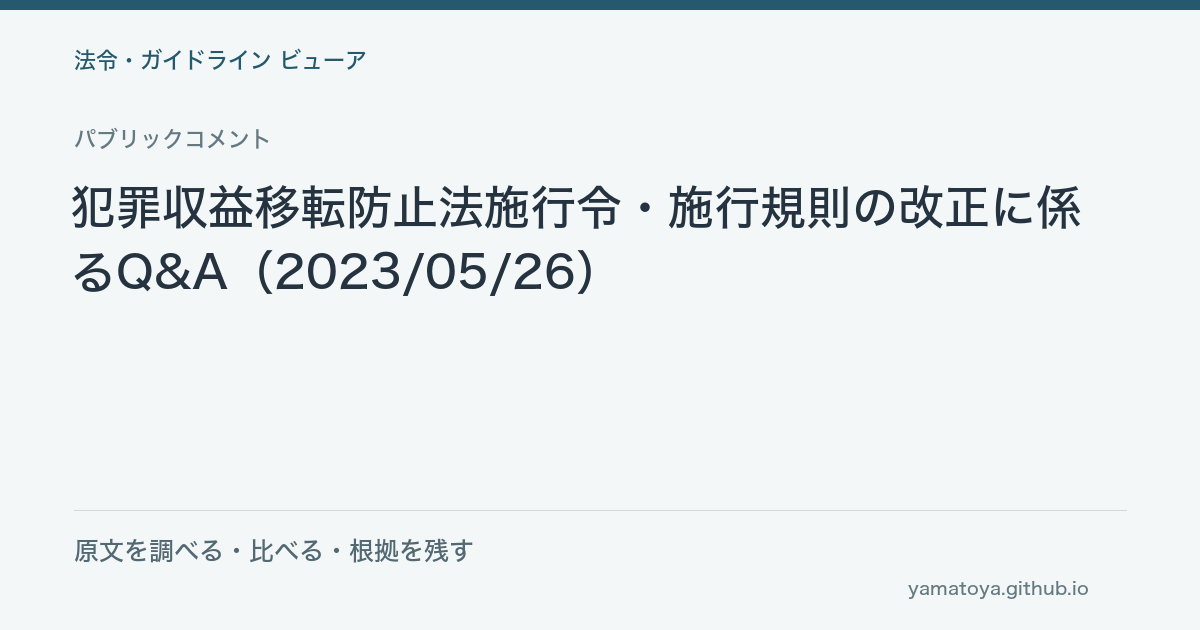 法令・ガイドライン ビューア
パブリックコメント
犯罪収益移転防止法施行令・施行規則の改正に係
るQ&A（2023/05/26）
原文を調べる・比べる・根拠を残す
yamatoya.github.io